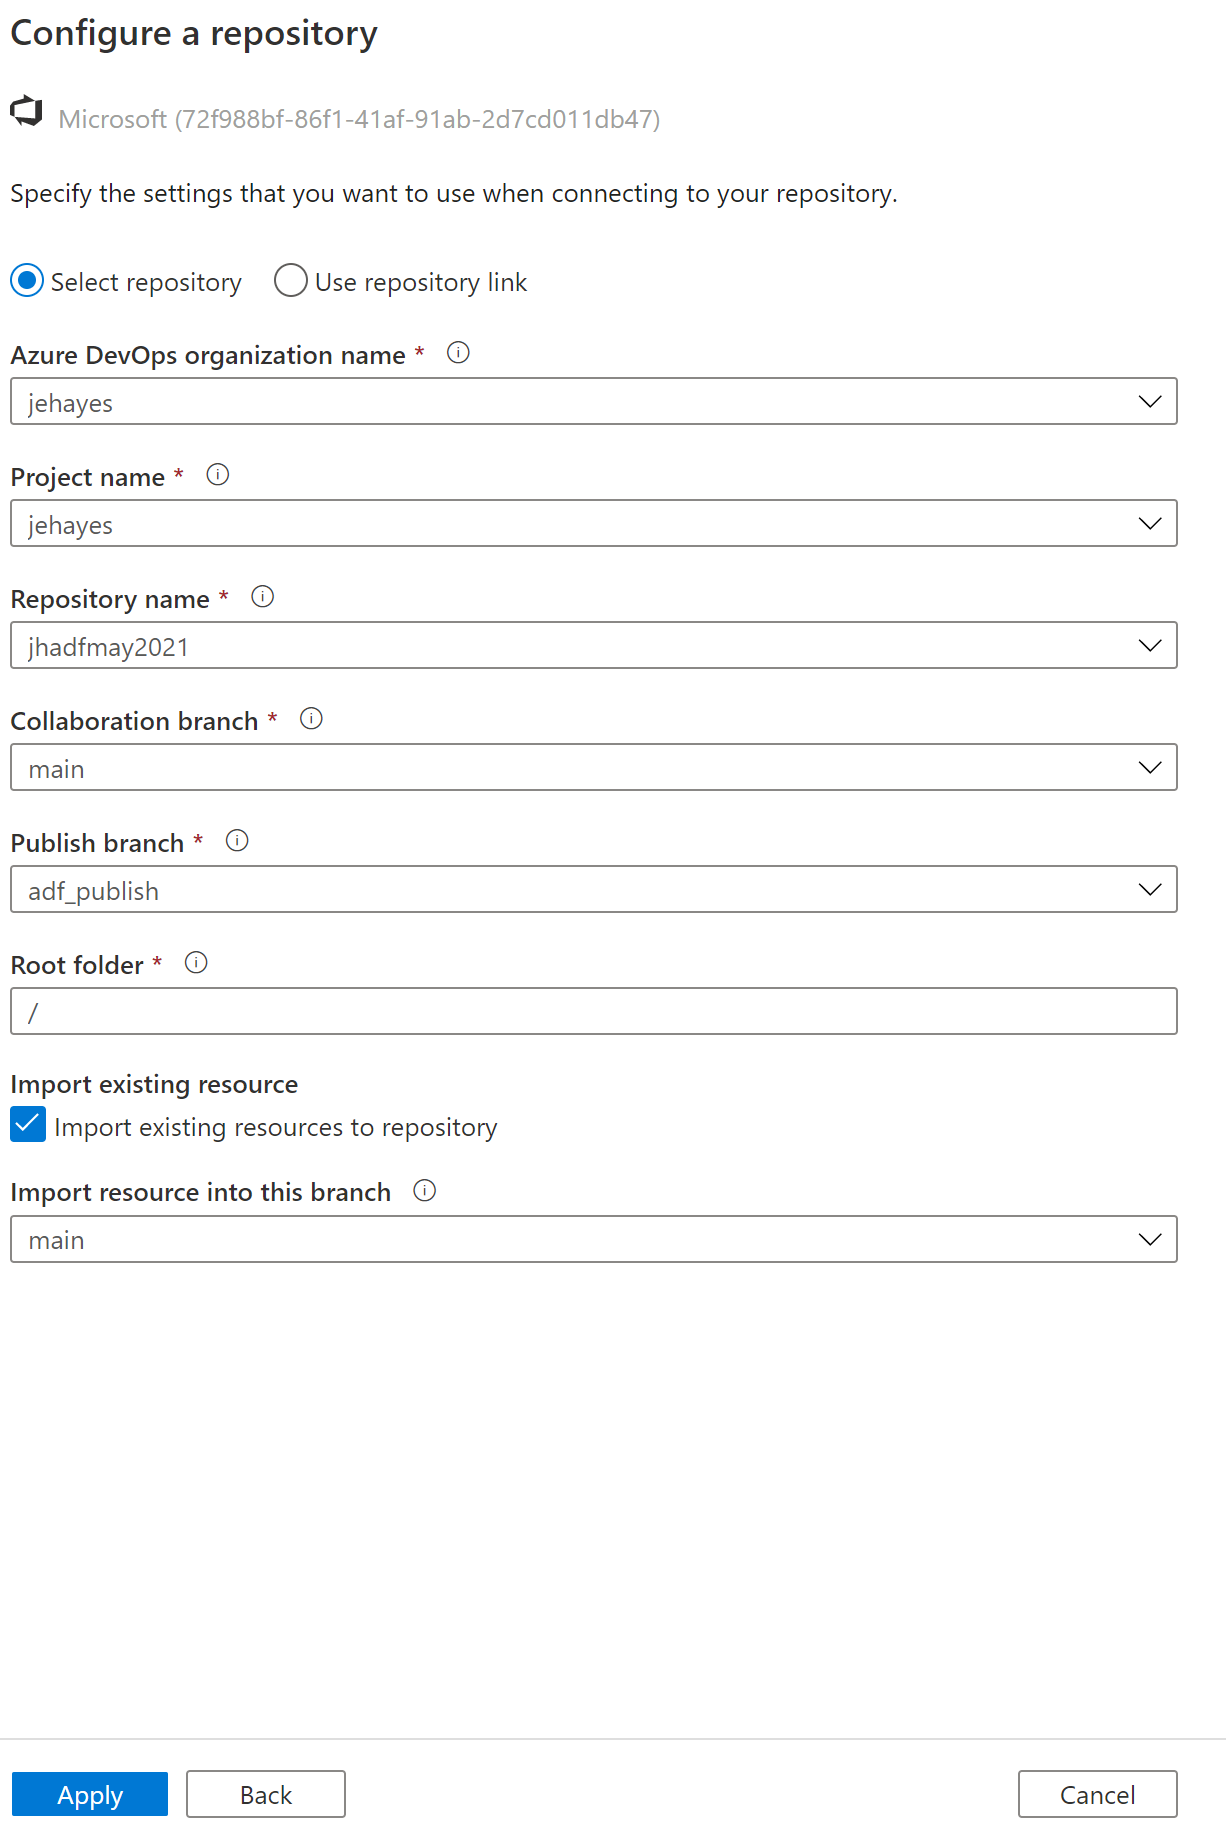 Configure a repository
Microsoft (72f988bf-86f1-41af-91ab-2d7cd011db47)
Specify the settings that you want to use when connecting to your repository.
Select repository Use repository link
Azure DevOps organization name *
jehayes
Project name *
jehayes
Repository name *
jhadfmay2021
Collaboration branch *
main
Publish branch *
adf_publish
Root folder *
/
Import existing resource
Import existing resources to repository
Import resource into this branch
main
Apply Back Cancel